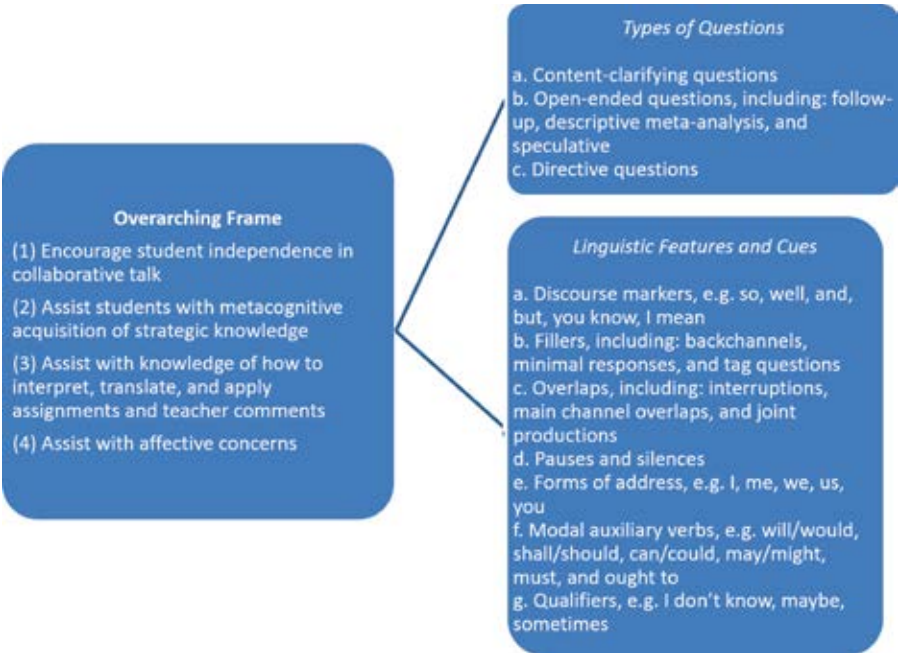 Overarching Frame
(1) Encourage student independence in
collaborative talk
(2) Assist students with metacognitive
acquisition of strategic knowledge
(3) Assist with knowledge of how to
interpret, translate, and apply
assignments and teacher comments
(4) Assist with affective concerns
Types of Questions
a. Content-clarifying questions
b. Open-ended questions, including: follow-
up, descriptive meta-analysis, and
speculative
c. Directive questions
Linguistic Features and Cues
a. Discourse markers, e.g. so, well, and,
but, you know, I mean
b. Fillers, including: backchannels,
minimal responses, and tag questions
c. Overlaps, including: interruptions,
main channel overlaps, and joint
productions
d. Pauses and silences
e. Forms of address, e.g. I, me, we, us,
you
f. Modal auxiliary verbs, e.g. will/would,
shall/should, can/could, may/might,
must, and ought to
g. Qualifiers, e.g. I don't know, maybe,
sometimes